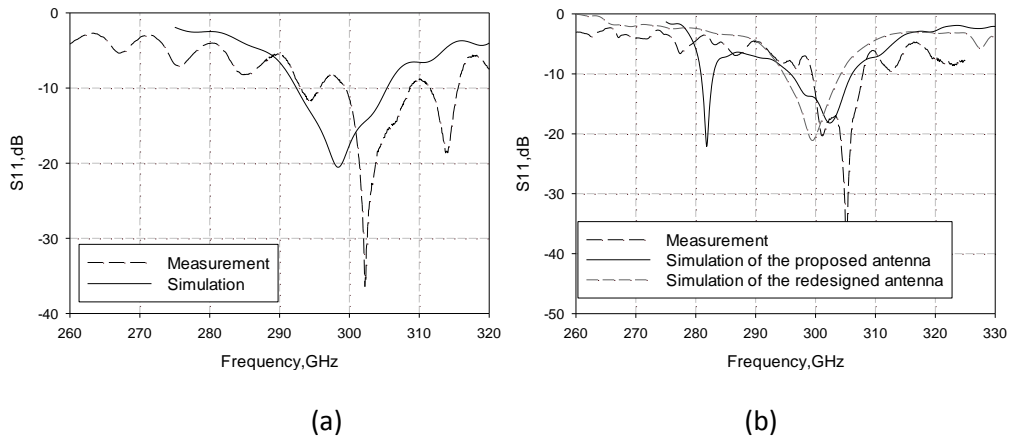 0
-10
-20
-30
-40
S11,dB
260 270 280 290 300 310 320
Frequency,GHz
Measurement
Simulation
(a)
0
-10
-20
-30
-40
-50
S11,dB
260 270 280 290 300 310 320 330
Frequency,GHz
Measurement
Simulation of the proposed antenna
Simulation of the redesigned antenna
(b)